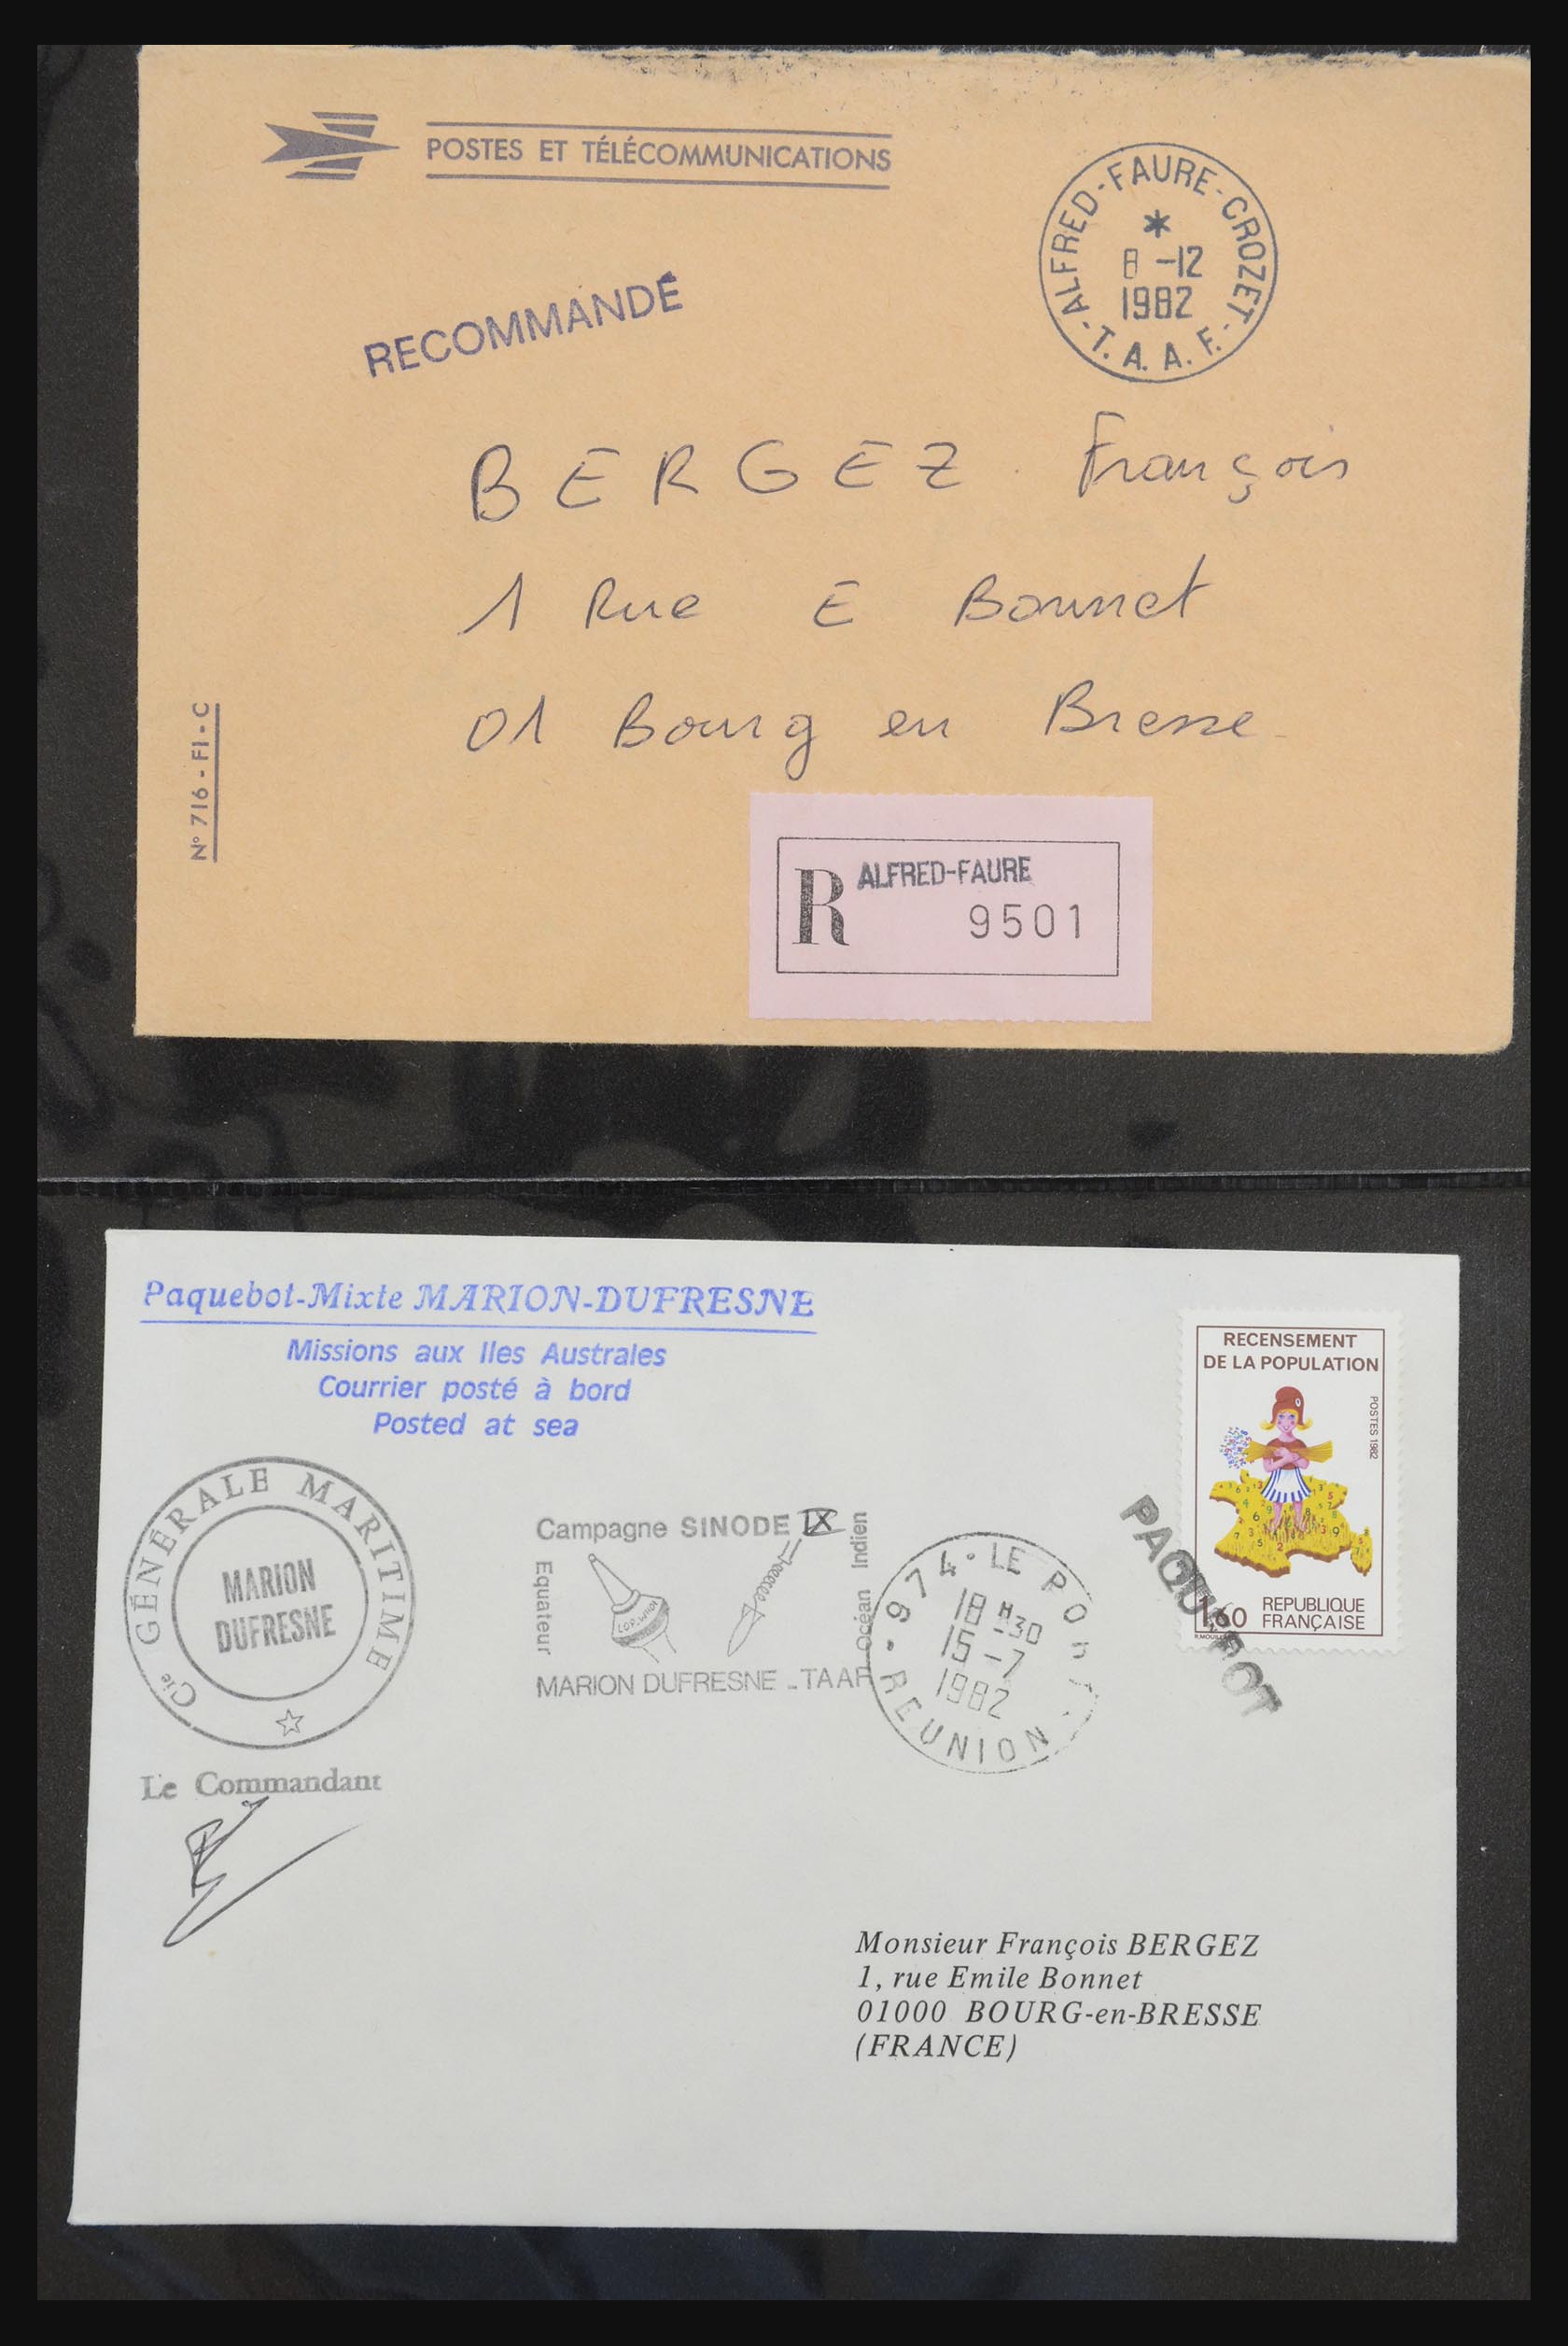 POSTES ET TÉLÉCOMMUNICATIONS
ALFRED-FAURE-CROZET-
T.A.A.F.
8 -12
1982
RECOMMANDÉ
BERGEZ François
1 Rue E Bonnet
01 Bourg en Bresse
N° 716 - FI - C
R ALFRED-FAURE
9501
Paquebot-Mixte MARION-DUFRESNE
Missions aux Iles Australes
Courrier posté à bord
Posted at sea
RECENSEMENT
DE LA POPULATION
POSTES 1982
1,60 REPUBLIQUE
FRANÇAISE
PAQUEBOT
Cie GÉNÉRALE MARITIME
MARION
DUFRESNE
Campagne SINODE IX
Equateur
Océan Indien
MARION DUFRESNE - TAAF
974 - LE PORT
18 H -30
15 -7
1982
REUNION
Le Commandant
Monsieur François BERGEZ
1, rue Emile Bonnet
01000 BOURG-en-BRESSE
(FRANCE)